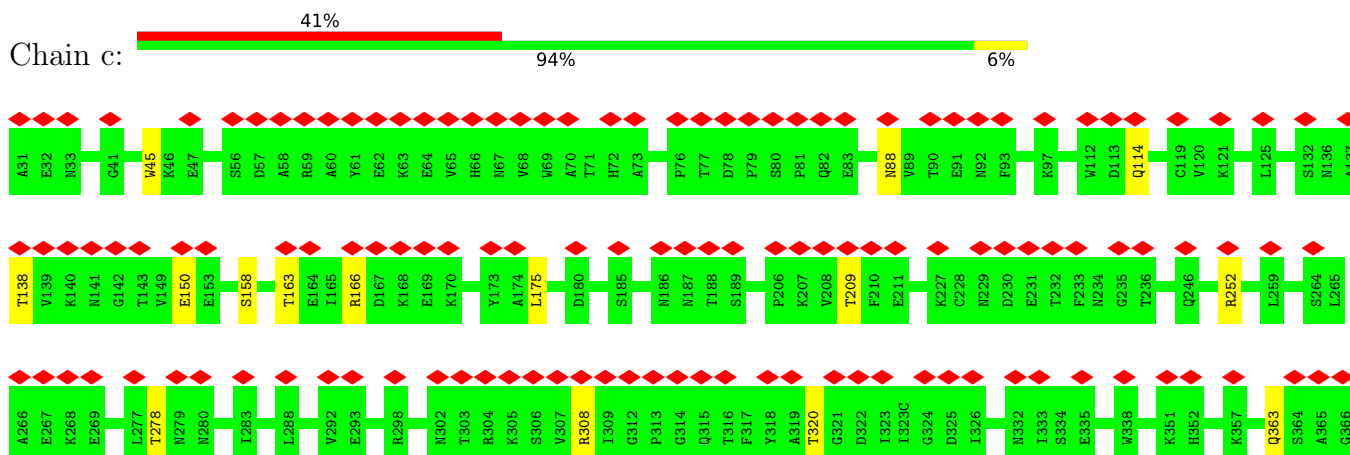 41%
Chain c:
94% 6%
A31 E32 N33 G41 W45 K46 E47 S56 D57 A58 R59 A60 Y61 E62 K63 E64 V65 H66 N67 V68 W69 A70 T71 H72 A73 P76 T77 D78 P79 S80 P81 Q82 E83 N88 V89 T90 E91 N92 F93 K97 W112 D113 Q114 C119 V120 K121 L125 S132 N136 A137
T138 V139 K140 N141 G142 T143 V149 E150 E153 S158 T163 E164 I165 R166 D167 K168 E169 K170 Y173 A174 L175 D180 S185 N186 N187 T188 S189 P206 K207 V208 T209 F210 E211 K227 C228 N229 D230 E231 T232 F233 N234 G235 T236 Q246 R252 L259 S264 L265
A266 E267 K268 E269 L277 T278 N279 N280 I283 L288 V292 E293 R298 N302 T303 R304 K305 S306 V307 R308 I309 G312 P313 G314 Q315 T316 F317 Y318 A319 T320 G321 D322 I323 I323C G324 D325 I326 N332 I333 S334 E335 W338 K351 H352 K357 Q363 S364 A365 G366